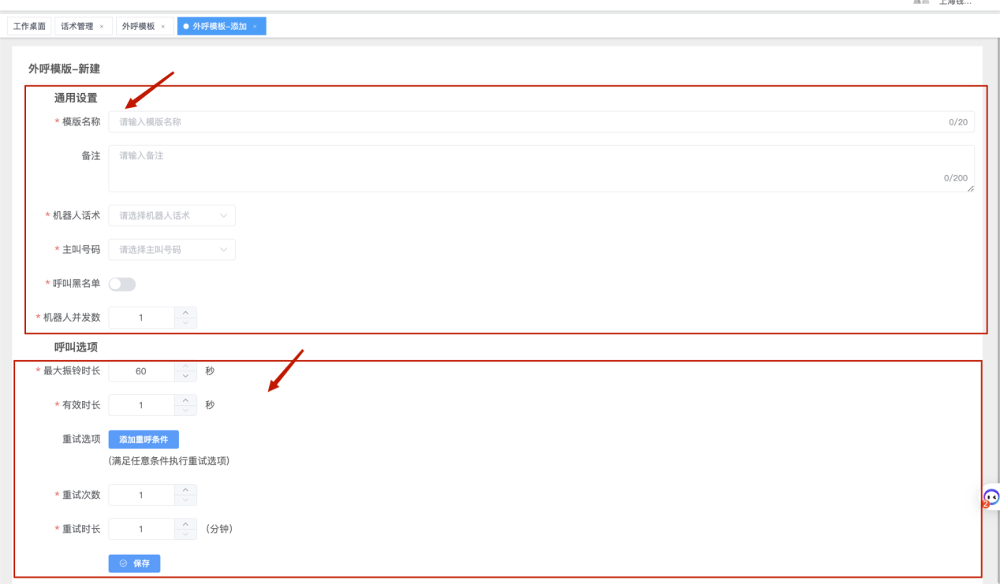 上海钱...
工作桌面 话术管理 × 外呼模板 × 外呼模板-添加 ×
外呼模版-新建
通用设置
* 模版名称 请输入模版名称 0/20
备注 请输入备注
0/200
* 机器人话术 请选择机器人话术
* 主叫号码 请选择主叫号码
* 呼叫黑名单
* 机器人并发数 1
呼叫选项
* 最大振铃时长 60 秒
* 有效时长 1 秒
重试选项 添加重呼条件
(满足任意条件执行重试选项)
* 重试次数 1
2
* 重试时长 1 (分钟)
保存